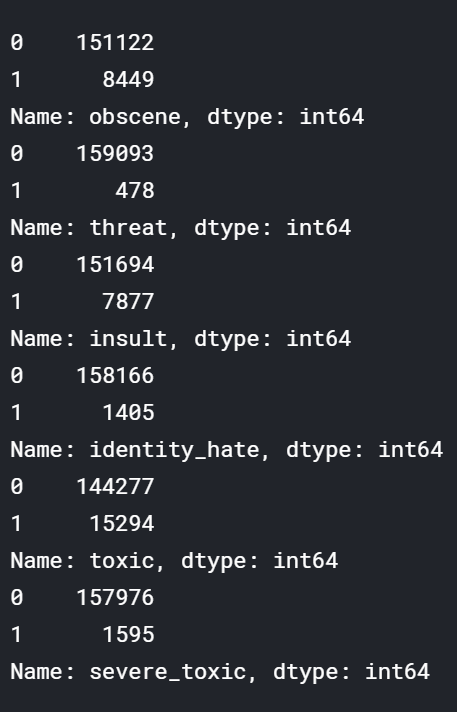 0    151122
1      8449
Name: obscene, dtype: int64
0    159093
1       478
Name: threat, dtype: int64
0    151694
1      7877
Name: insult, dtype: int64
0    158166
1      1405
Name: identity_hate, dtype: int64
0    144277
1     15294
Name: toxic, dtype: int64
0    157976
1      1595
Name: severe_toxic, dtype: int64